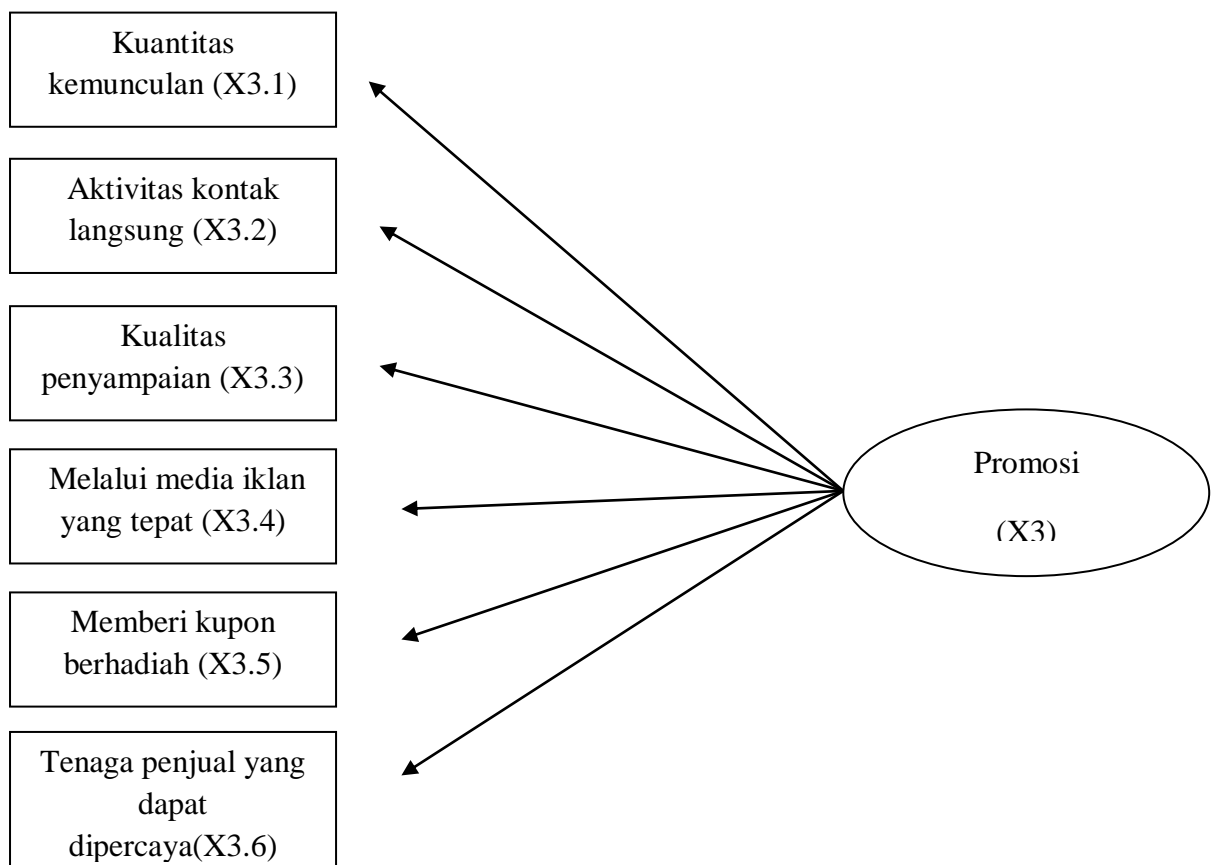 Kuantitas
kemunculan (X3.1)
Aktivitas kontak
langsung (X3.2)
Kualitas
penyampaian (X3.3)
Melalui media iklan
yang tepat (X3.4)
Memberi kupon
berhadiah (X3.5)
Tenaga penjual yang
dapat
dipercaya(X3.6)
Promosi
(X3)